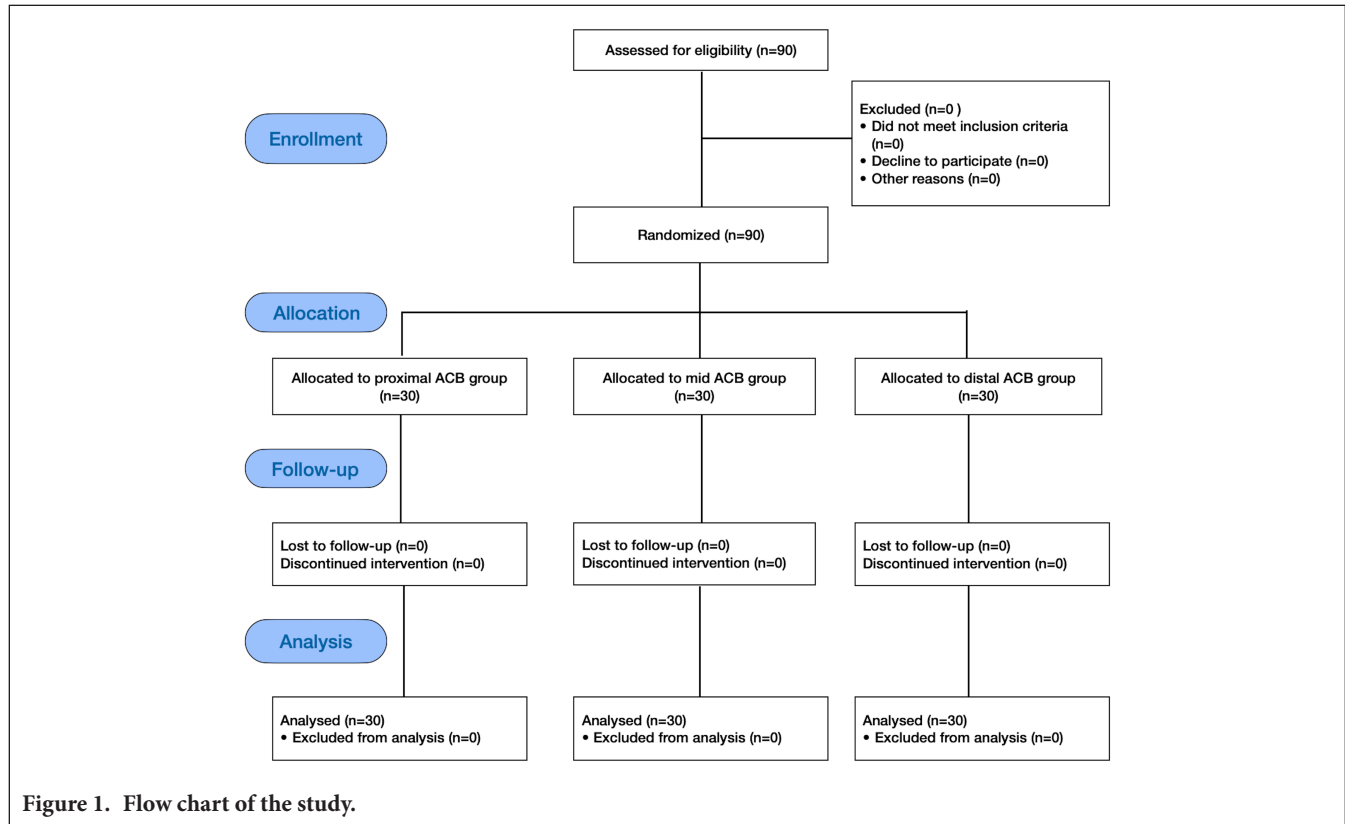 Assessed for eligibility (n=90)
Enrollment
Excluded (n=0 )
• Did not meet inclusion criteria
(n=0)
• Decline to participate (n=0)
• Other reasons (n=0)
Randomized (n=90)
Allocation
Allocated to proximal ACB group
(n=30)
Allocated to mid ACB group
(n=30)
Allocated to distal ACB group
(n=30)
Follow-up
Lost to follow-up (n=0)
Discontinued intervention (n=0)
Lost to follow-up (n=0)
Discontinued intervention (n=0)
Lost to follow-up (n=0)
Discontinued intervention (n=0)
Analysis
Analysed (n=30)
• Excluded from analysis (n=0)
Analysed (n=30)
• Excluded from analysis (n=0)
Analysed (n=30)
• Excluded from analysis (n=0)
Figure 1. Flow chart of the study.